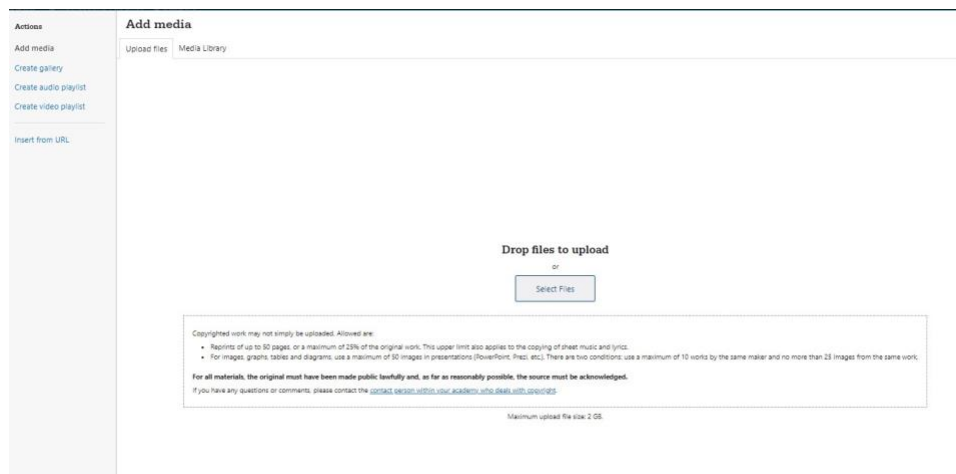 Actions
Add media
Create gallery
Create audio playlist
Create video playlist
Insert from URL
Add media
Upload files
Media Library
Drop files to upload
or
Select Files
Copyrighted work may not simply be uploaded. Allowed are:
• Reprints of up to 50 pages, or a maximum of 25% of the original work. This upper limit also applies to the copying of sheet music and lyrics.
• For images, graphs, tables and diagrams, use a maximum of 50 images in presentations (PowerPoint, Prezi, etc.). There are two conditions: use a maximum of 10 works by the same maker and no more than 25 images from the same work.
For all materials, the original must have been made public lawfully and, as far as reasonably possible, the source must be acknowledged.
If you have any questions or comments, please contact the contact person within your academy who deals with copyright.
Maximum upload file size: 2 GB.